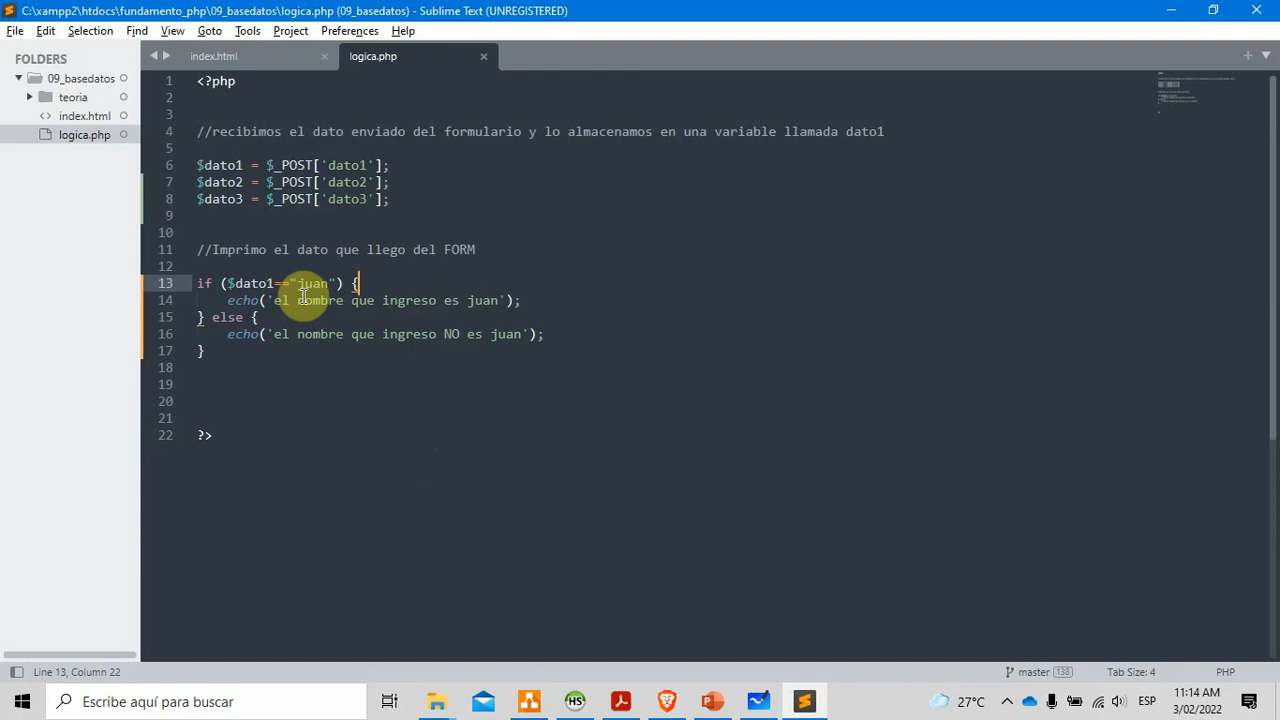 C:\xampp2\htdocs\fundamento_php\09_basedatos\logica.php (09_basedatos) - Sublime Text (UNREGISTERED)
File Edit Selection Find View Goto Tools Project Preferences Help
FOLDERS
09_basedatos
teoria
index.html
logica.php
index.html logica.php
1 <?php
2
3
4 //recibimos el dato enviado del formulario y lo almacenamos en una variable llamada dato1
5
6 $dato1 = $_POST['dato1'];
7 $dato2 = $_POST['dato2'];
8 $dato3 = $_POST['dato3'];
9
10
11 //Imprimo el dato que llego del FORM
12
13 if ($dato1=="juan") {
14 echo('el nombre que ingreso es juan');
15 } else {
16 echo('el nombre que ingreso NO es juan');
17 }
18
19
20
21
22 ?>
Line 13, Column 22 master 138 Tab Size: 4 PHP
Escribe aquí para buscar HS 27°C ESP 11:14 AM
3/02/2022